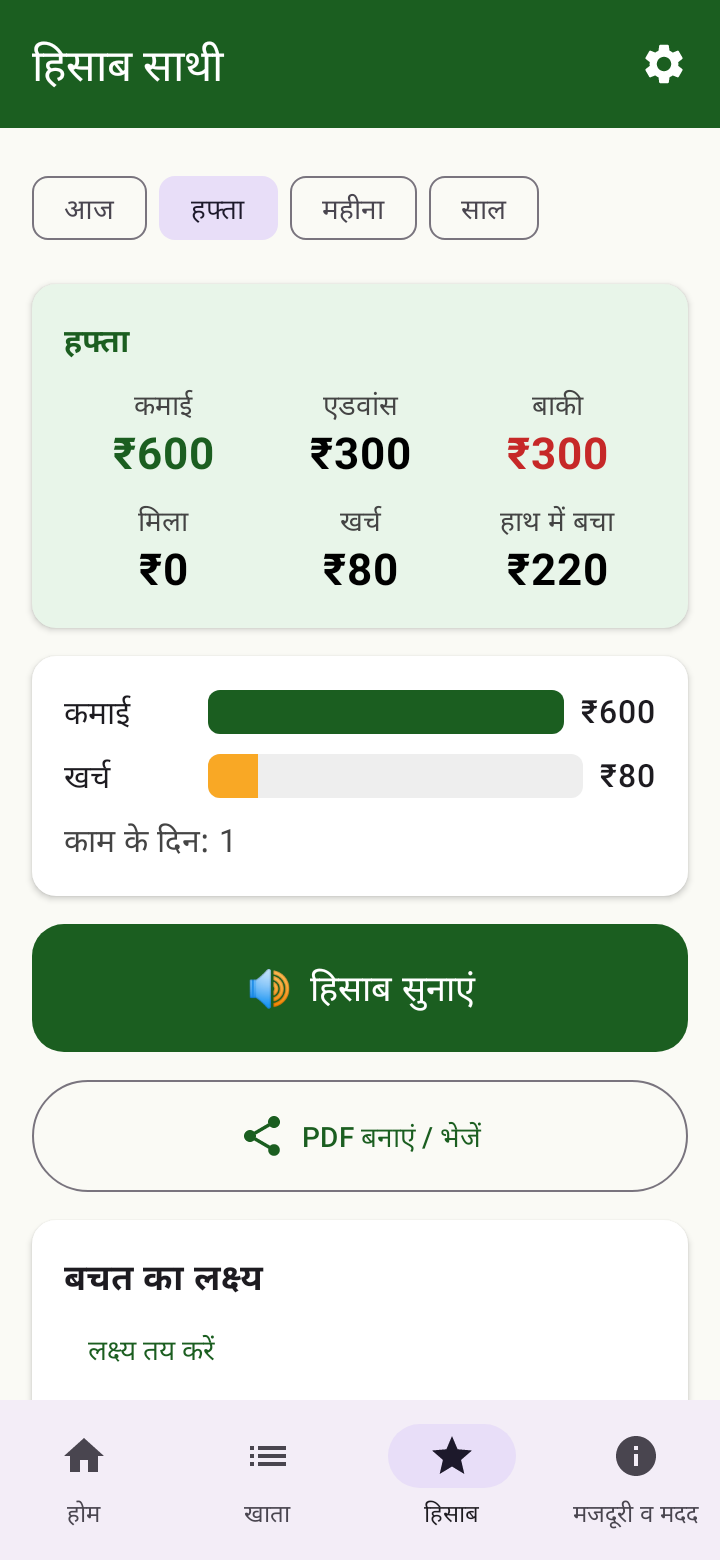 हिसाब साथी
आज हफ्ता महीना साल
हफ्ता
कमाई एडवांस बाकी
₹600 ₹300 ₹300
मिला खर्च हाथ में बचा
₹0 ₹80 ₹220
कमाई ₹600
खर्च ₹80
काम के दिन: 1
हिसाब सुनाएं
PDF बनाएं / भेजें
बचत का लक्ष्य
लक्ष्य तय करें
होम खाता हिसाब मजदूरी व मदद